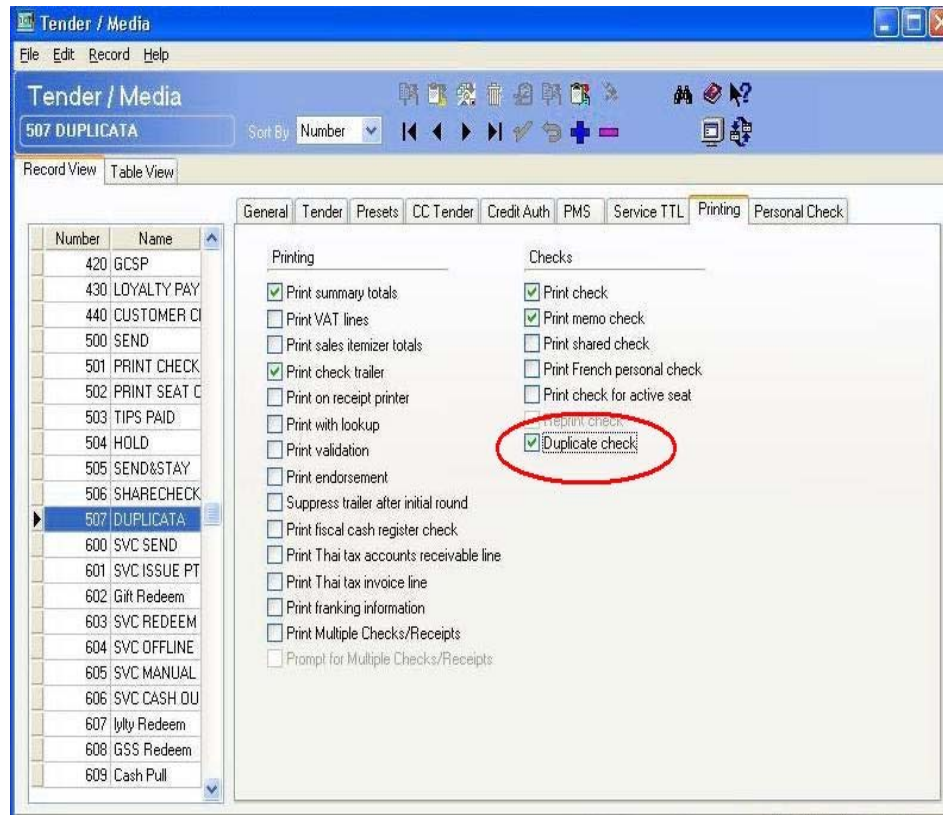 Tender / Media
File Edit Record Help
Tender / Media
507 DUPLICATA
Sort By Number
Record View Table View
General Tender Presets CC Tender Credit Auth PMS Service TTL Printing Personal Check
Number Name
420 GCSP
430 LOYALTY PAY
440 CUSTOMER CI
500 SEND
501 PRINT CHECK
502 PRINT SEAT C
503 TIPS PAID
504 HOLD
505 SEND&STAY
506 SHARECHECK
507 DUPLICATA
600 SVC SEND
601 SVC ISSUE PT
602 Gift Redeem
603 SVC REDEEM
604 SVC OFFLINE
605 SVC MANUAL
606 SVC CASH OU
607 lylty Redeem
608 GSS Redeem
609 Cash Pull
Printing
Print summary totals
Print VAT lines
Print sales itemizer totals
Print check trailer
Print on receipt printer
Print with lookup
Print validation
Print endorsement
Suppress trailer after initial round
Print fiscal cash register check
Print Thai tax accounts receivable line
Print Thai tax invoice line
Print franking information
Print Multiple Checks/Receipts
Prompt for Multiple Checks/Receipts
Checks
Print check
Print memo check
Print shared check
Print French personal check
Print check for active seat
Reprint check
Duplicate check